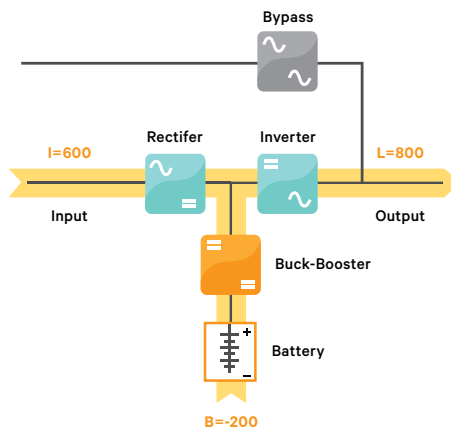 Bypass
Rectifer
Inverter
I=600
L=800
Input
Output
Buck-Booster
+
Battery
–
B=-200